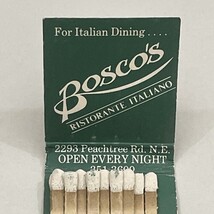 For Italian Dining ....
BOSCO'S
RISTORANTE ITALIANO
2293 Peachtree Rd. N.E.
OPEN EVERY NIGHT